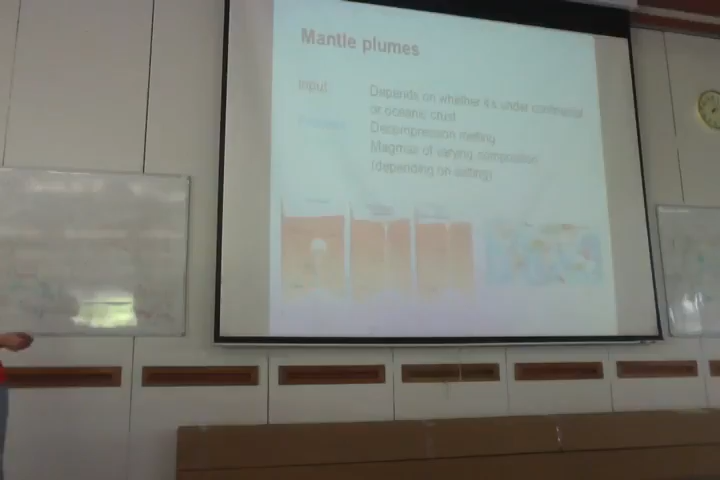 Mantle plumes
Input
Depends on whether it's under continental
or oceanic crust
Decompression melting
Magmas of varying composition
(depending on setting)